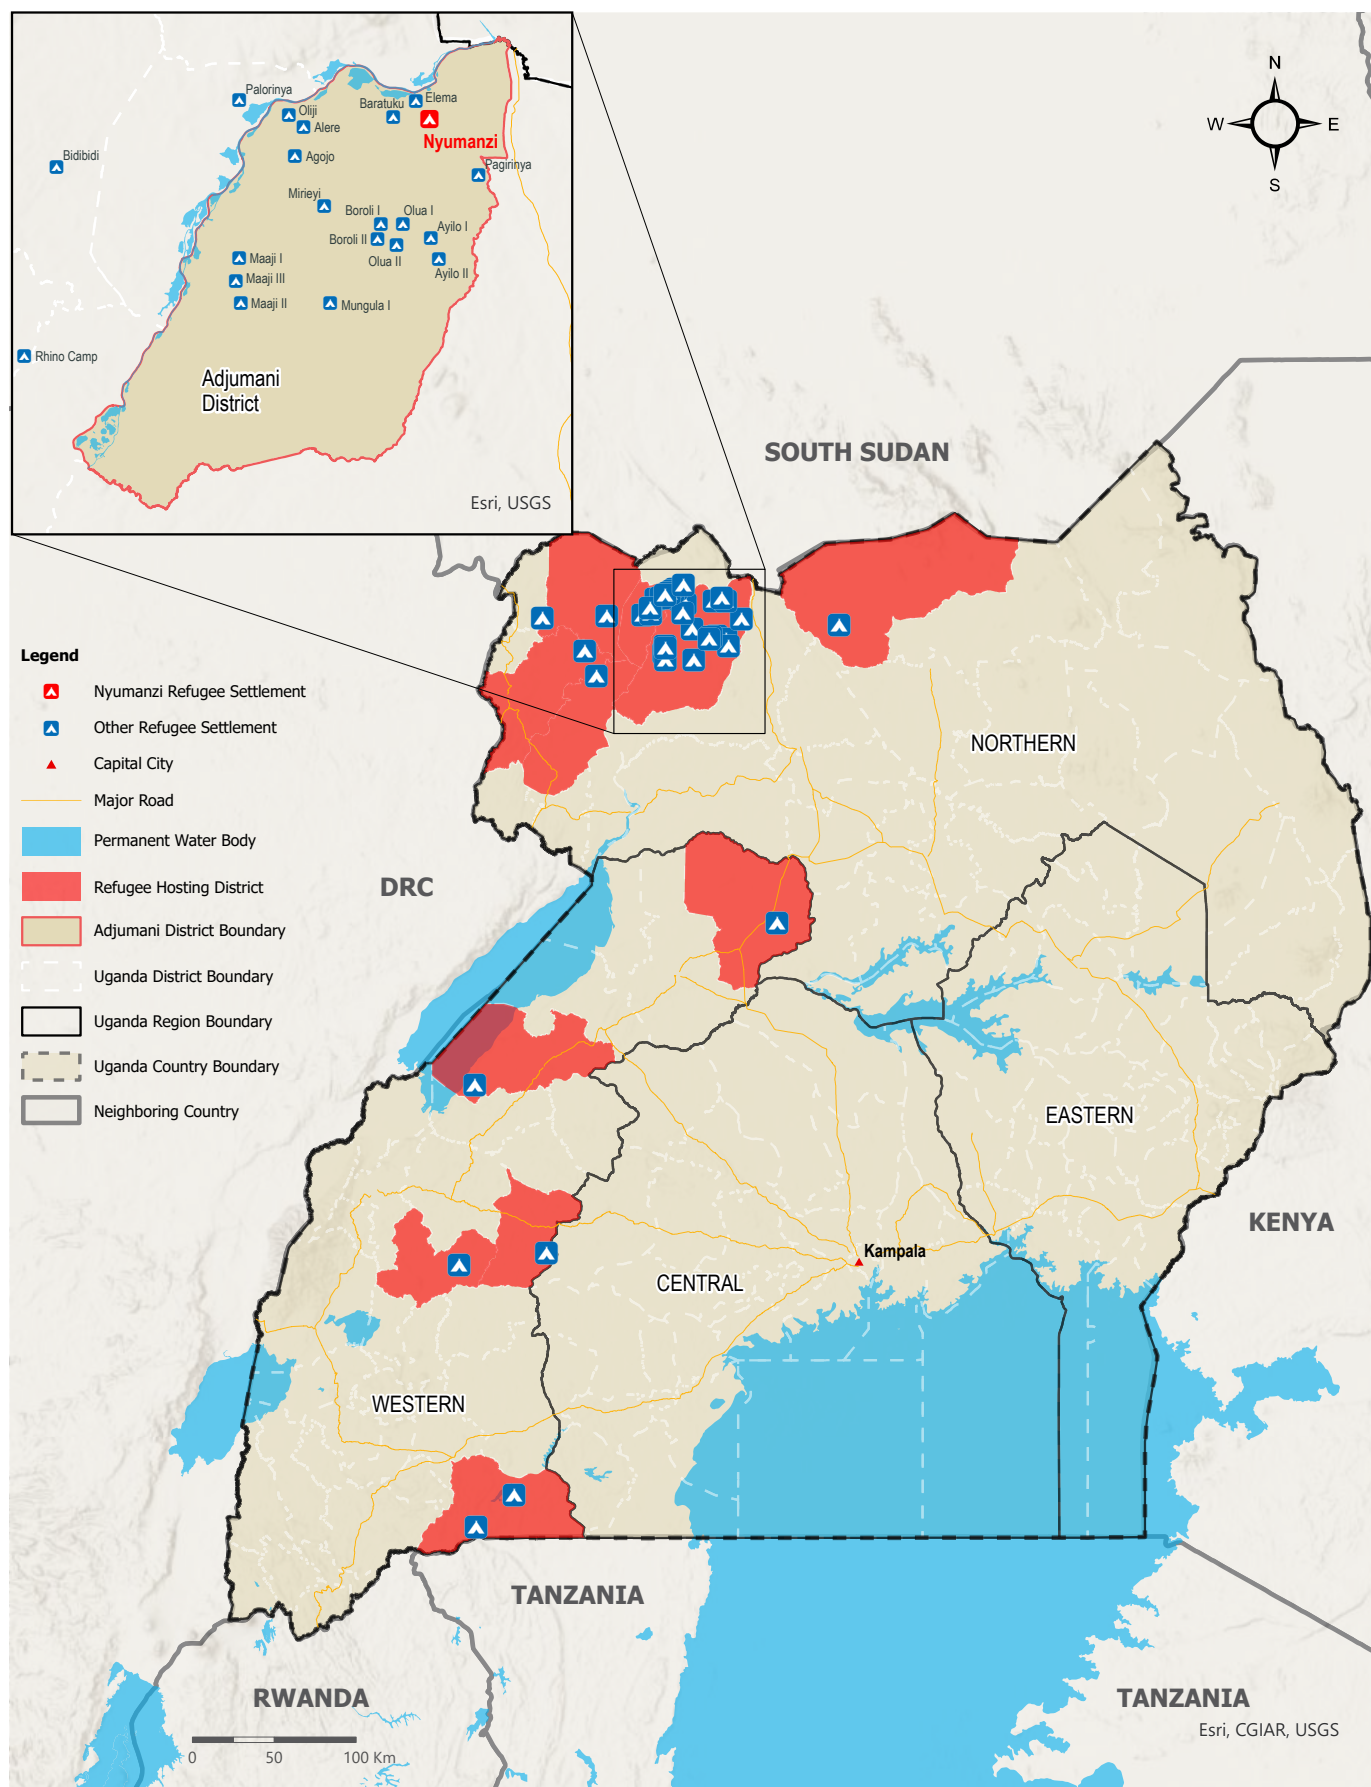 Palorinya
Oliji
Alere
Baratuku
Elema
Nyumanzi
Bidibidi
Agojo
Pagirinya
Mirieyi
Boroli I
Olua I
Boroli II
Ayilo I
Olua II
Ayilo II
Maaji I
Maaji III
Maaji II
Mungula I
Rhino Camp
Adjumani
District
Esri, USGS
N
W
E
S
SOUTH SUDAN
Legend
Nyumanzi Refugee Settlement
Other Refugee Settlement
Capital City
Major Road
Permanent Water Body
Refugee Hosting District
Adjumani District Boundary
Uganda District Boundary
Uganda Region Boundary
Uganda Country Boundary
Neighboring Country
NORTHERN
DRC
EASTERN
KENYA
Kampala
CENTRAL
WESTERN
TANZANIA
RWANDA
TANZANIA
Esri, CGIAR, USGS
0 50 100 Km